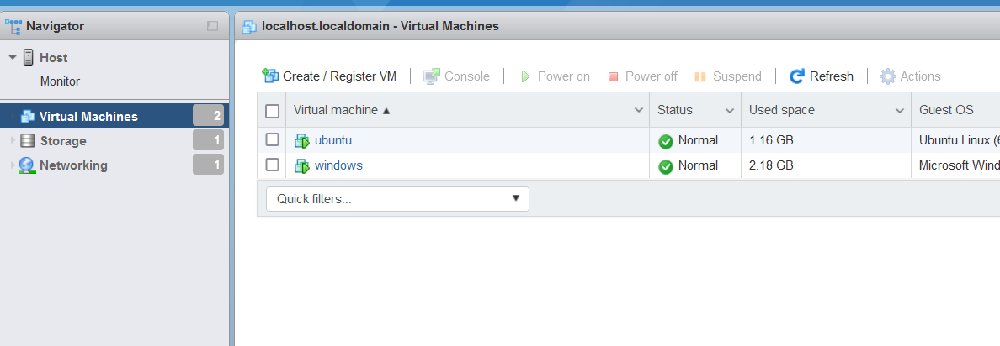 Navigator
Host
Monitor
Virtual Machines 2
Storage 1
Networking 1
localhost.localdomain - Virtual Machines
Create / Register VM Console Power on Power off Suspend Refresh Actions
Virtual machine Status Used space Guest OS
ubuntu Normal 1.16 GB Ubuntu Linux (
windows Normal 2.18 GB Microsoft Wind
Quick filters...